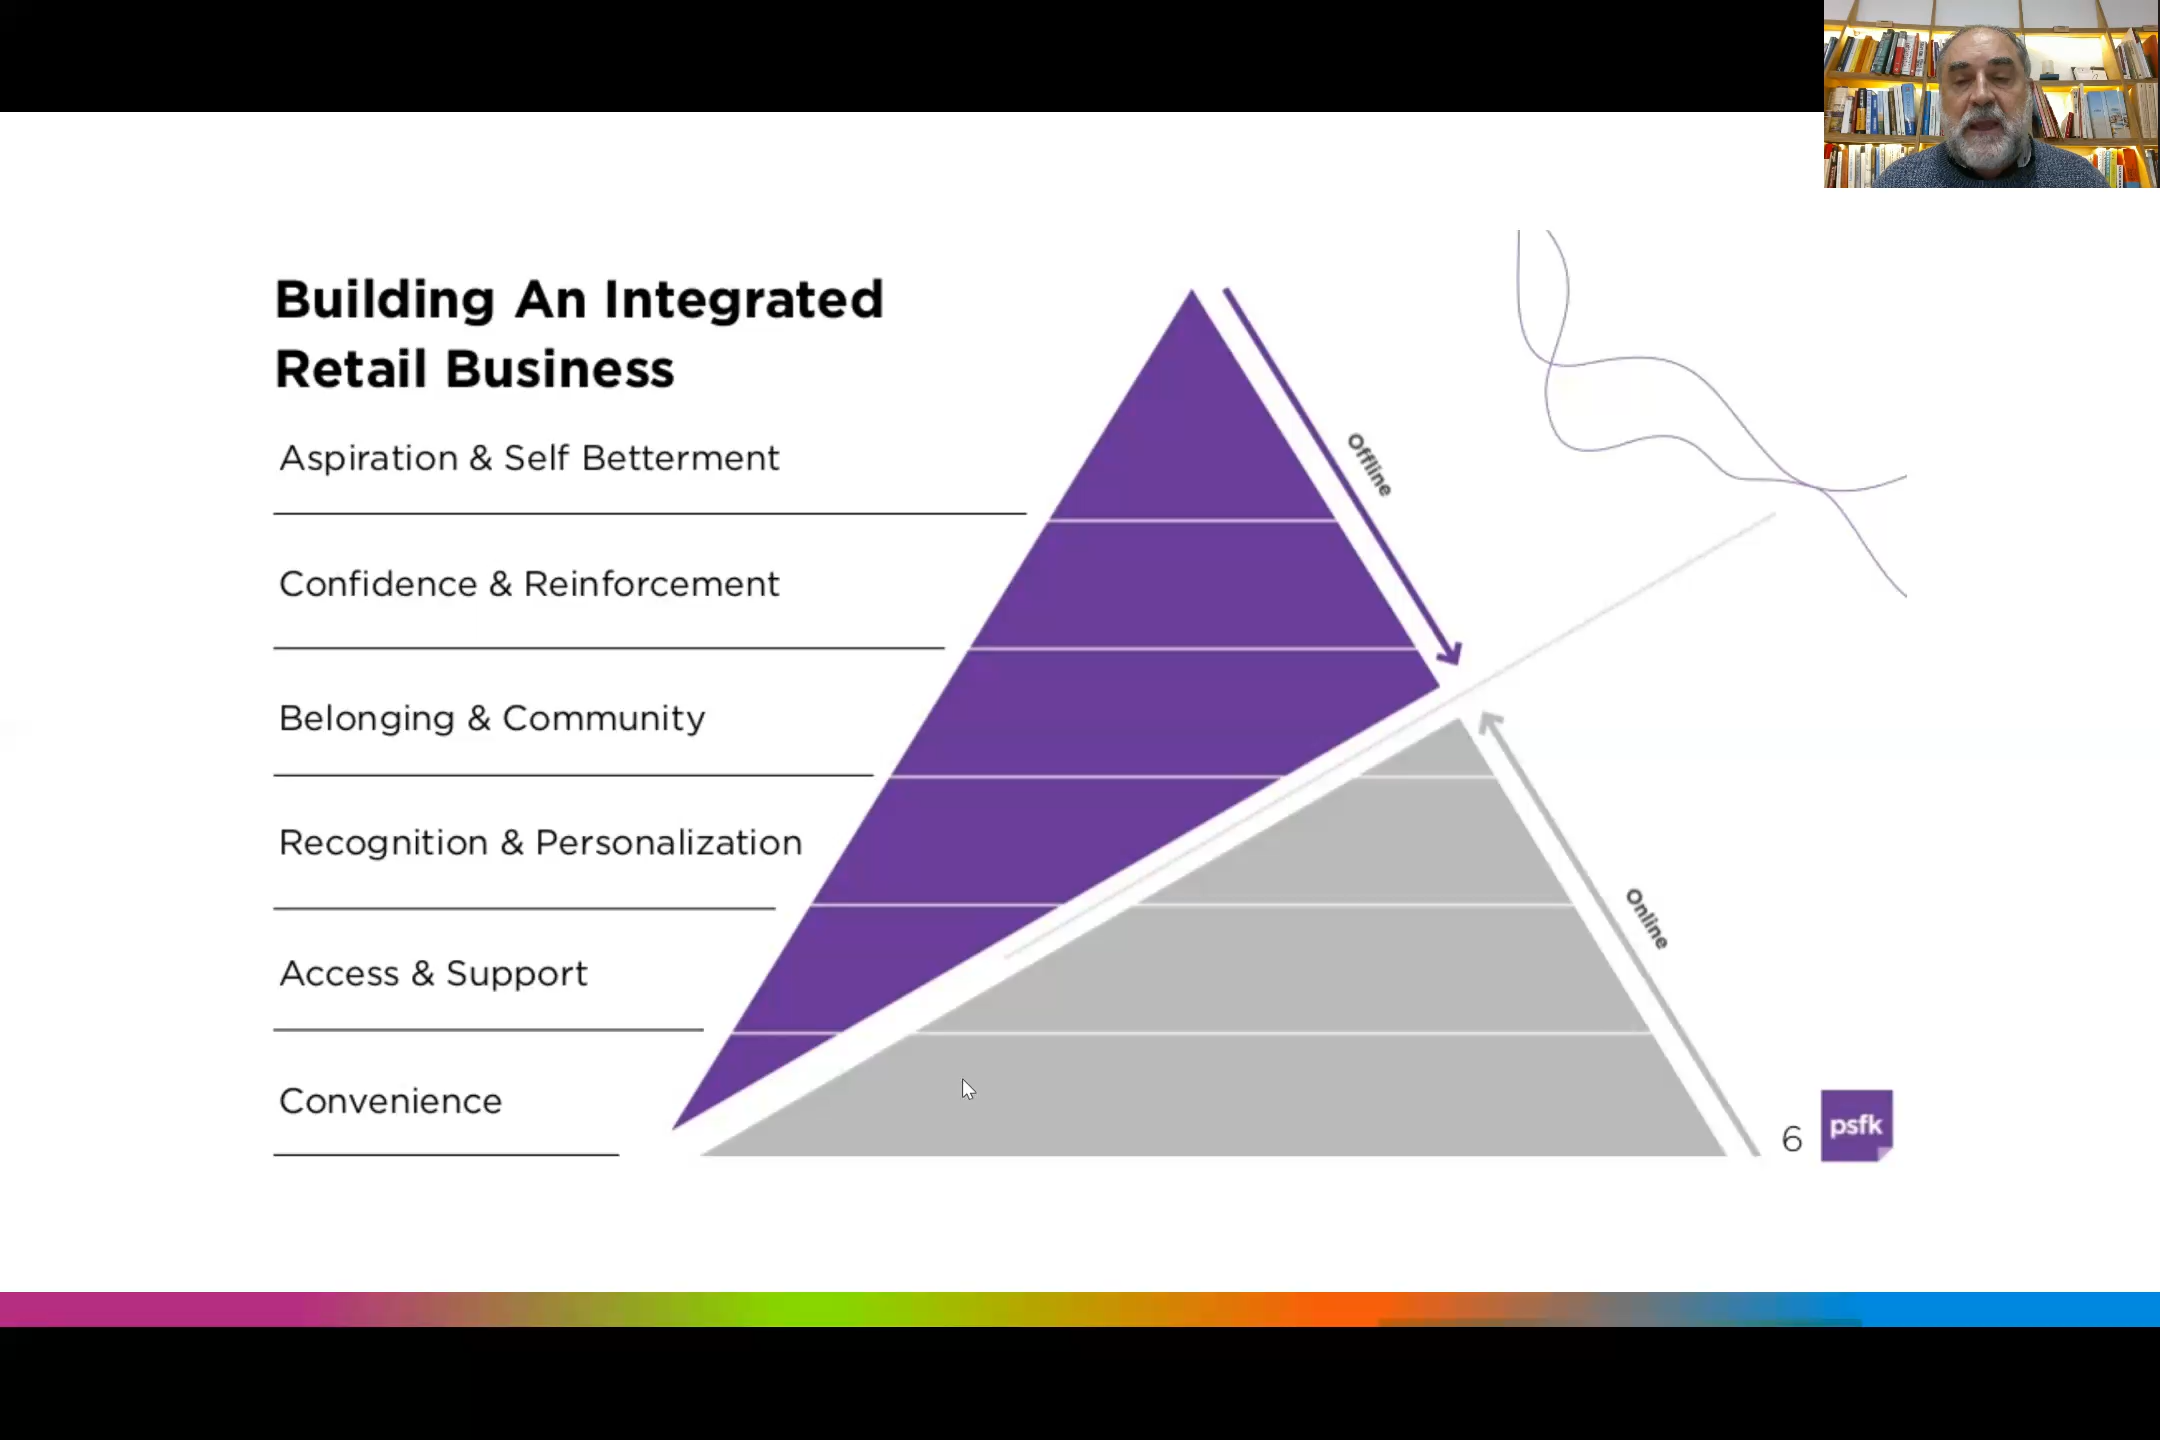 Building An Integrated
Retail Business
Aspiration & Self Betterment
Confidence & Reinforcement
Belonging & Community
Recognition & Personalization
Access & Support
Convenience
Offline
Online
6
psfk